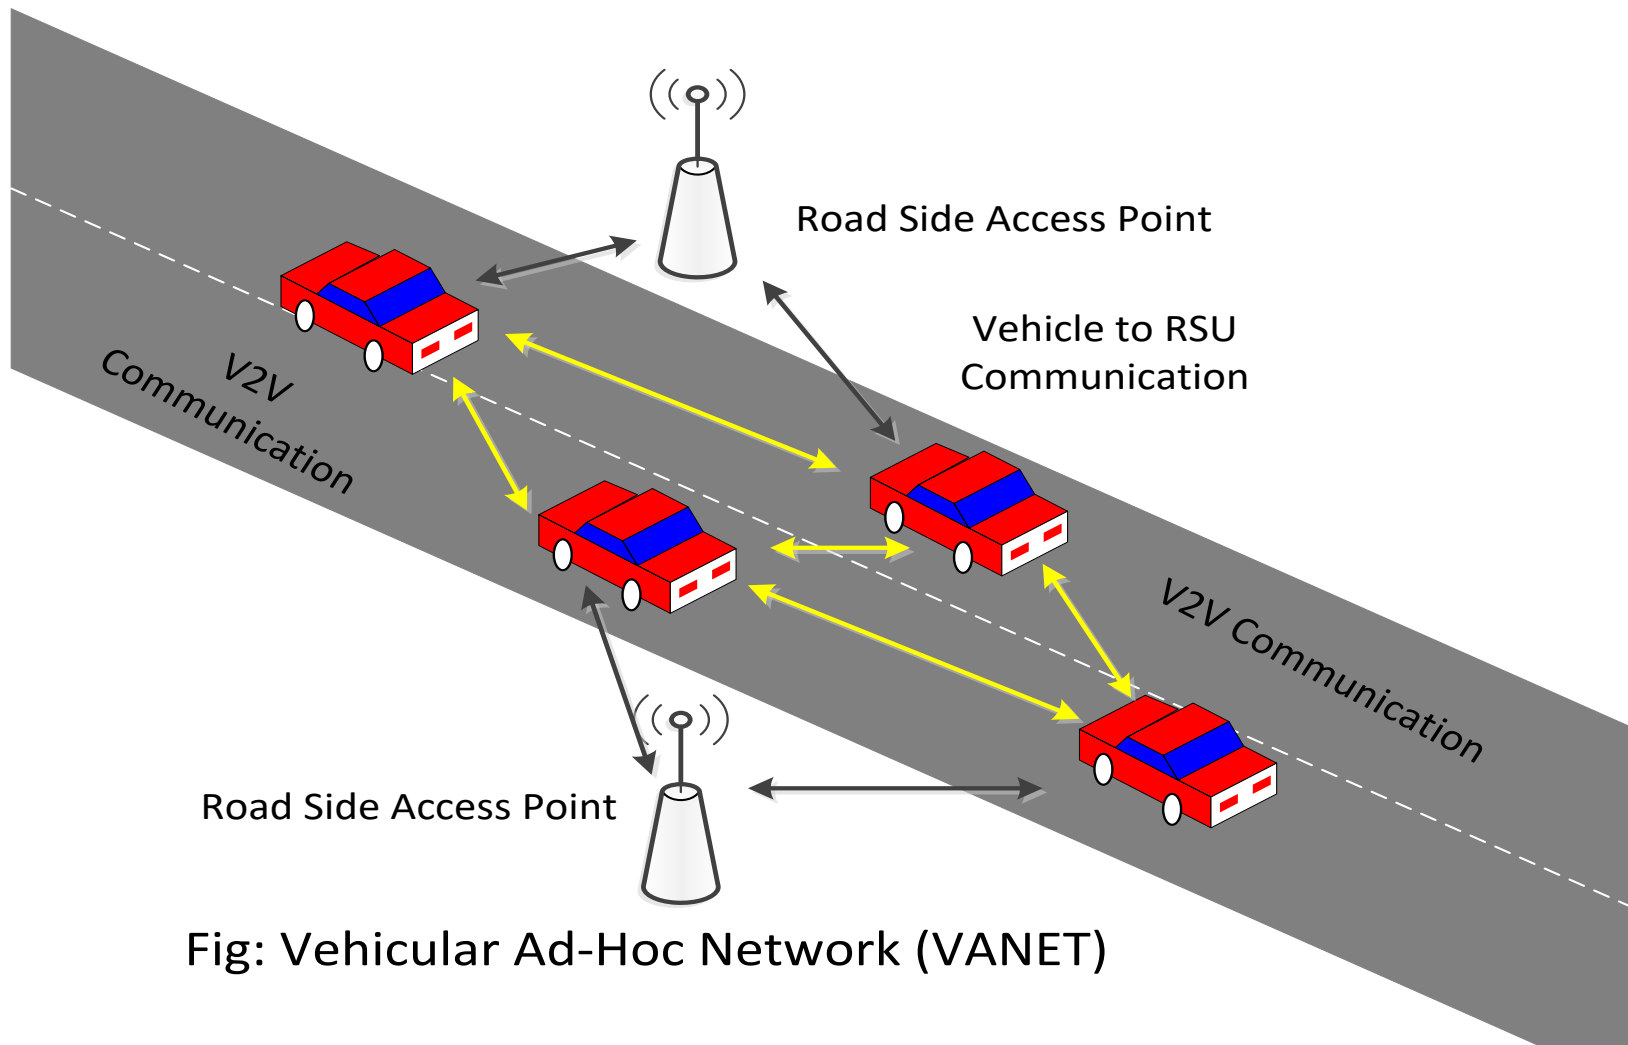 Road Side Access Point
Vehicle to RSU
Communication
V2V
Communication
V2V Communication
Road Side Access Point
Fig: Vehicular Ad-Hoc Network (VANET)